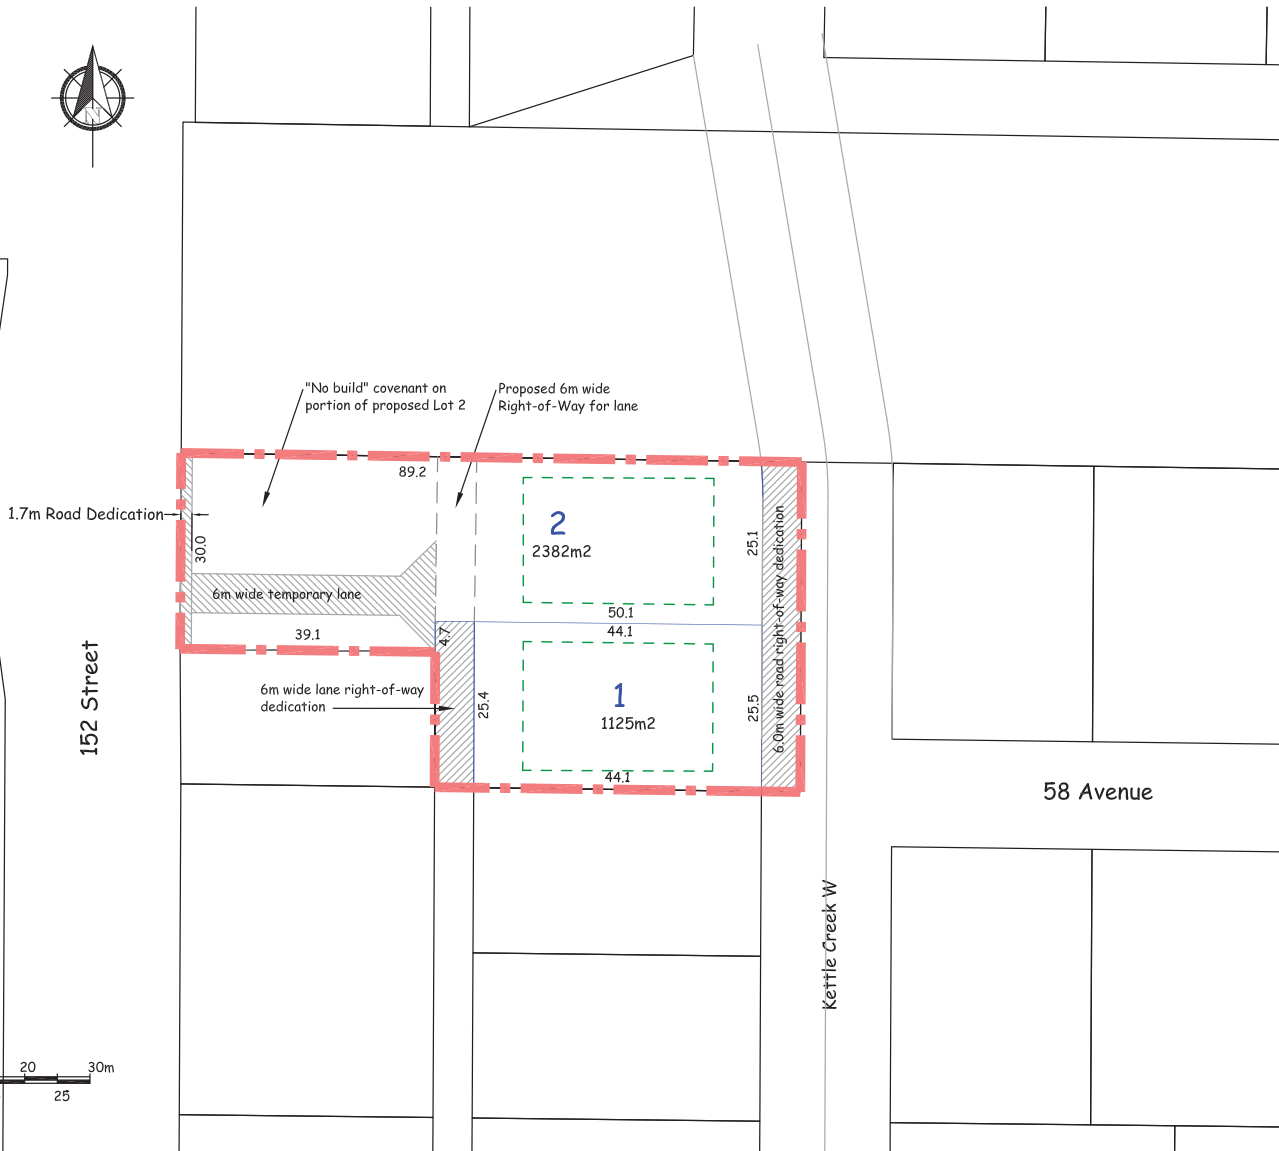 N
"No build" covenant on
portion of proposed Lot 2
Proposed 6m wide
Right-of-Way for lane
89.2
1.7m Road Dedication
30.0
2
2382m2
25.1
6.0m wide road right-of-way dedication
6m wide temporary lane
39.1
4.7
50.1
44.1
6m wide lane right-of-way
dedication
25.4
1
1125m2
25.5
44.1
152 Street
58 Avenue
Kettle Creek W
20
30m
25